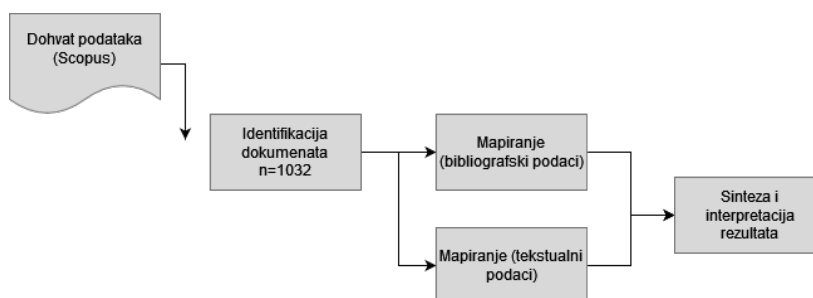 Dohvat podataka
(Scopus)
Identifikacija
dokumenata
n=1032
Mapiranje
(bibliografski podaci)
Mapiranje (tekstualni
podaci)
Sinteza i
interpretacija
rezultata